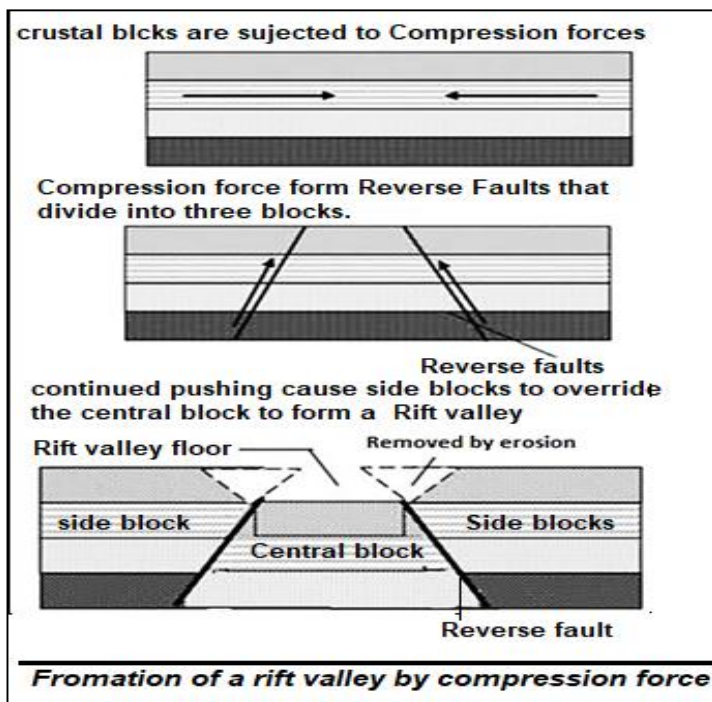 crustal blcks are sujected to Compression forces
Compression force form Reverse Faults that
divide into three blocks.
Reverse faults
continued pushing cause side blocks to override
the central block to form a Rift valley
Rift valley floor
Removed by erosion
side block
Side blocks
Central block
Reverse fault
Fromation of a rift valley by compression force